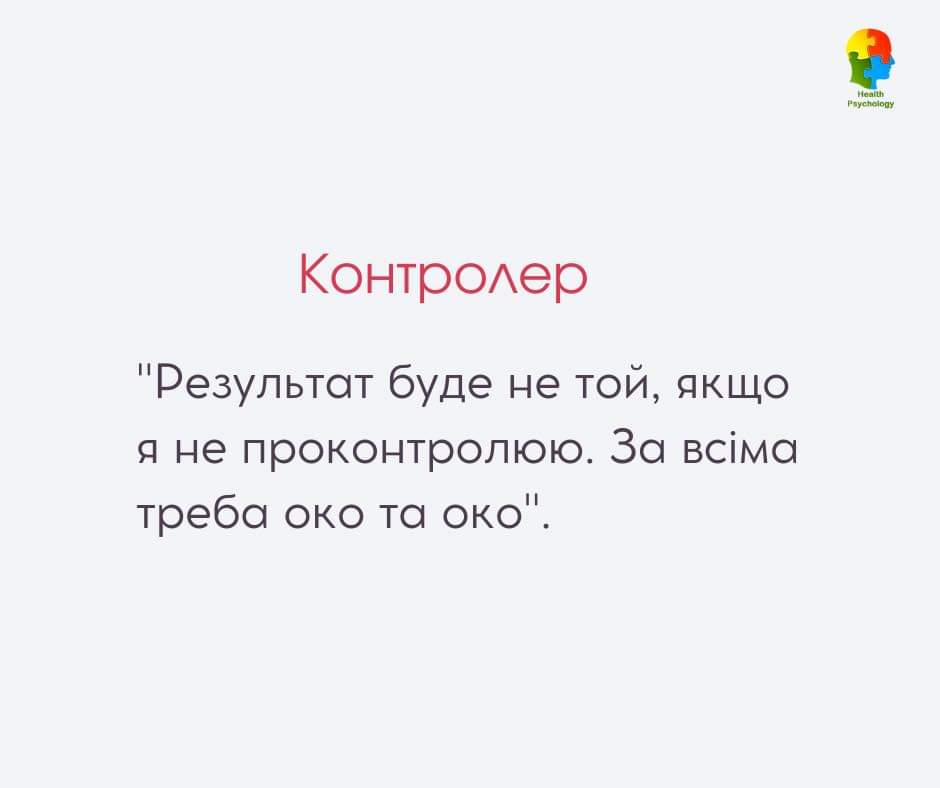 Health
Psychology
Контролер
"Результат буде не той, якщо
я не проконтролюю. За всіма
треба око та око".